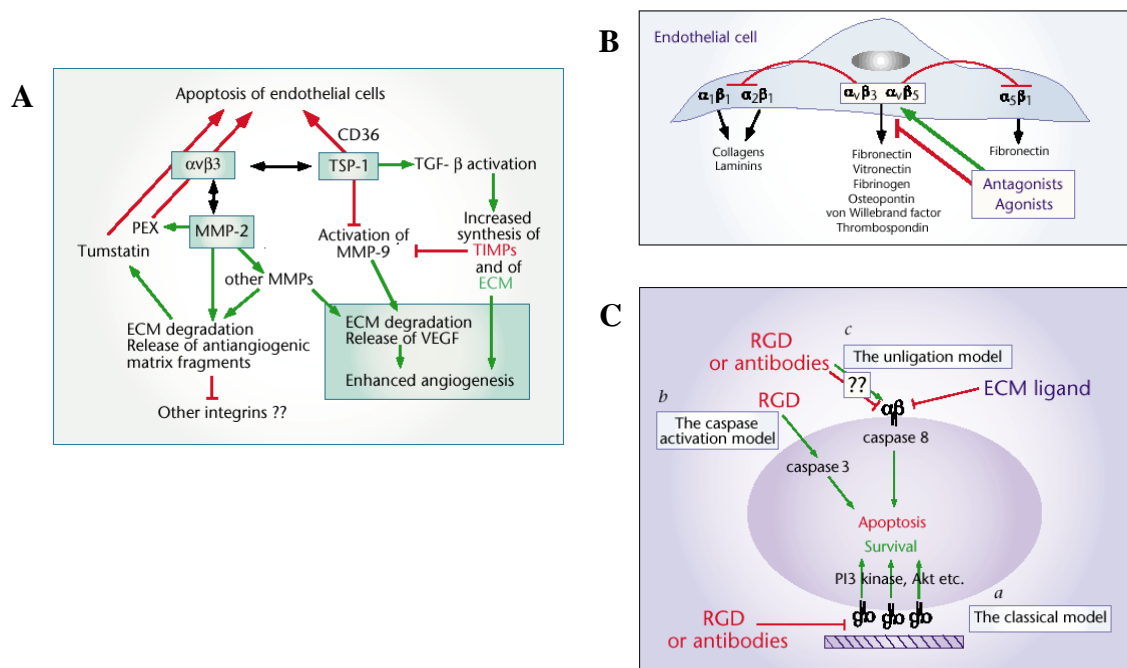 A
Apoptosis of endothelial cells
CD36
αvβ3
TSP-1
TGF- β activation
PEX
MMP-2
Tumstatin
Activation of
MMP-9
Increased
synthesis of
TIMPs
and of
ECM
other MMPs
ECM degradation
Release of antiangiogenic
matrix fragments
ECM degradation
Release of VEGF
Enhanced angiogenesis
Other integrins ??
B
Endothelial cell
α1β1 α2β1
αvβ3 αvβ5
α5β1
Collagens
Laminins
Fibronectin
Vitronectin
Fibrinogen
Osteopontin
von Willebrand factor
Thrombospondin
Fibronectin
Antagonists
Agonists
C
c
RGD
or antibodies
The unligation model
??
αβ
ECM ligand
b
RGD
The caspase
activation model
caspase 8
caspase 3
Apoptosis
Survival
PI3 kinase, Akt etc.
a
The classical model
RGD
or antibodies